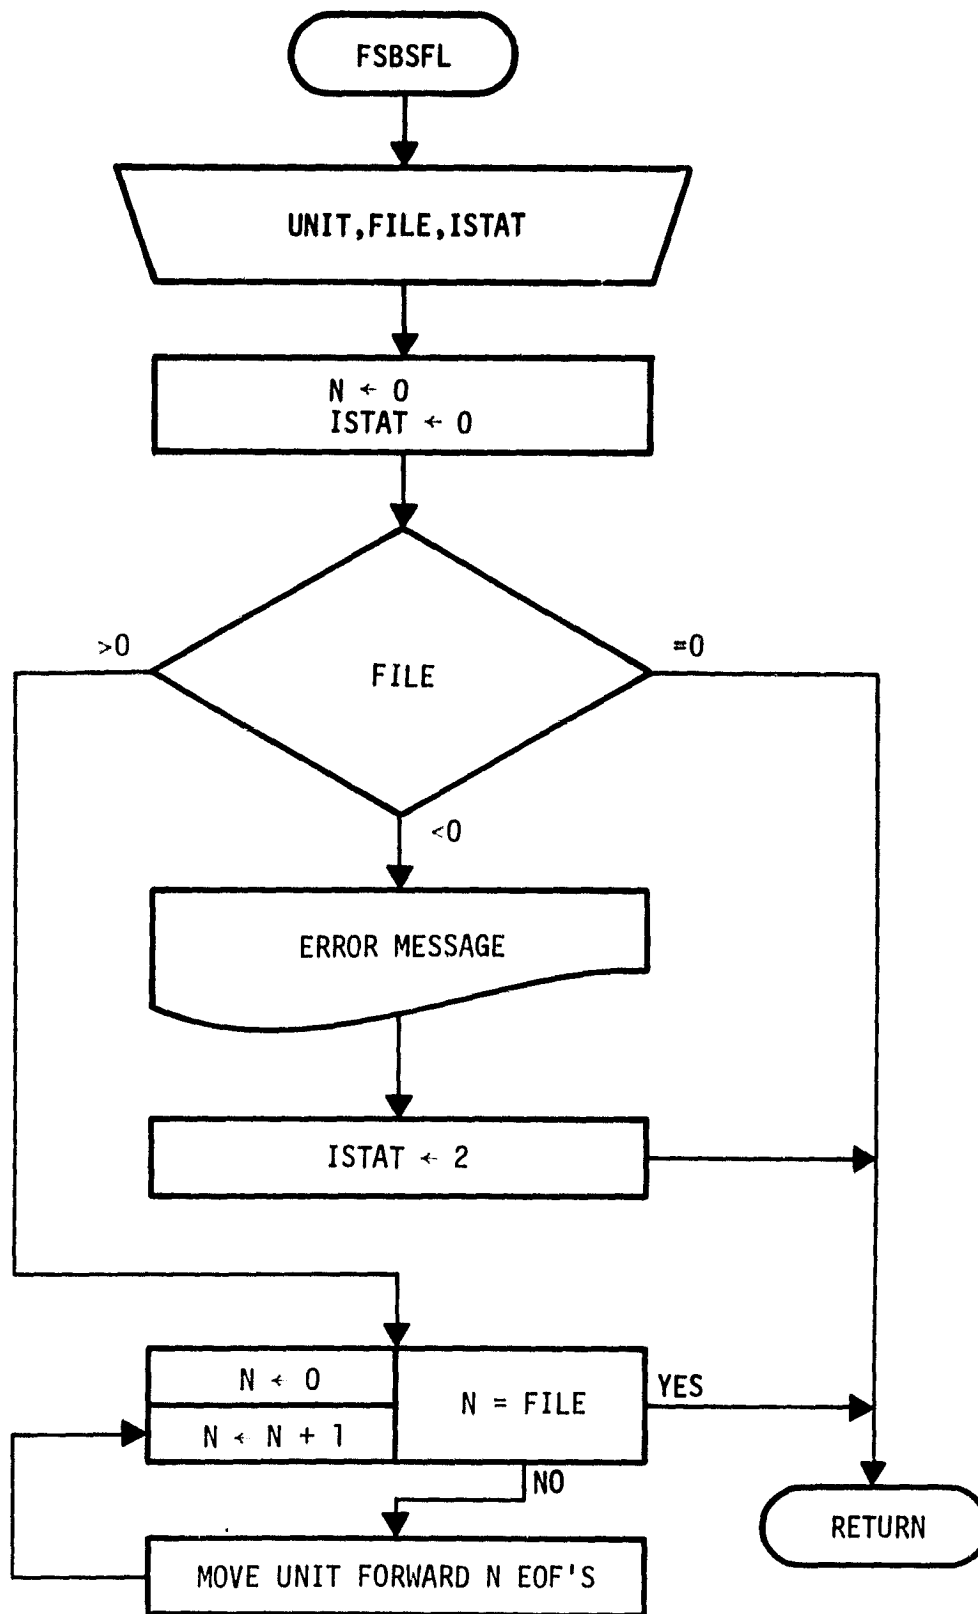 FSBSFL
UNIT,FILE,ISTAT
N ← 0
ISTAT ← 0
>0
=0
FILE
<0
ERROR MESSAGE
ISTAT ← 2
N ← 0
N = FILE
YES
N ← N + 1
NO
RETURN
MOVE UNIT FORWARD N EOF'S